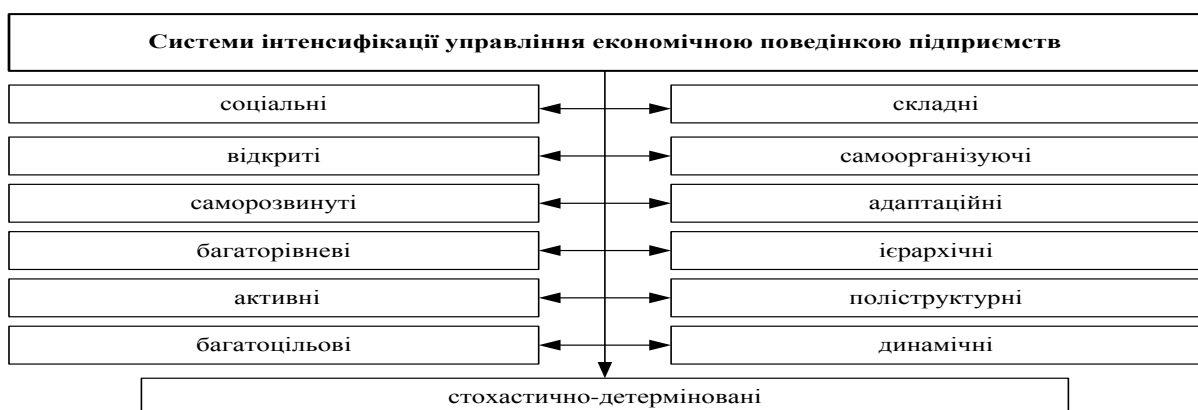 Системи інтенсифікації управління економічною поведінкою підприємств
соціальні
складні
відкриті
самоорганізуючі
саморозвинуті
адаптаційні
багаторівневі
ієрархічні
активні
поліструктурні
багатоцільові
динамічні
стохастично-детерміновані